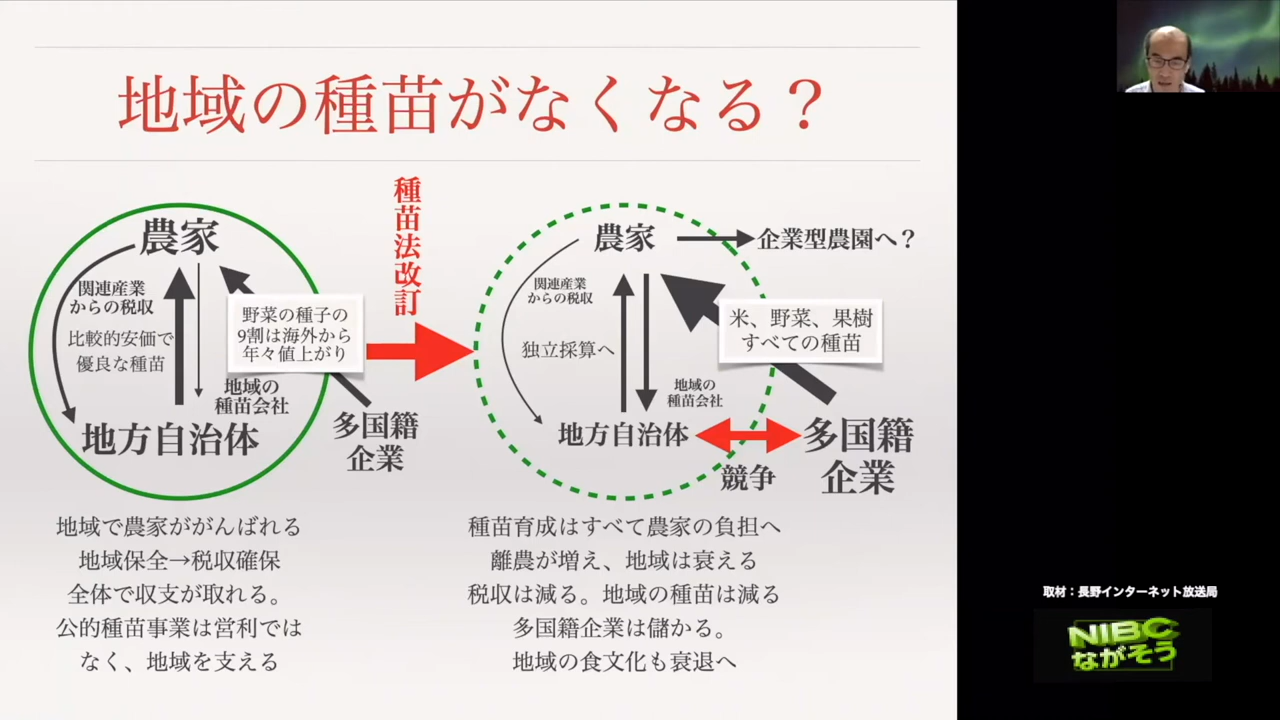 地域の種苗がなくなる？
農家
関連産業
からの税収
比較的安価で
優良な種苗
地域の
種苗会社
地方自治体
野菜の種子の
9割は海外から
年々値上がり
多国籍
企業
種苗法改訂
農家
企業型農園へ？
関連産業
からの税収
独立採算へ
地域の
種苗会社
地方自治体
米、野菜、果樹
すべての種苗
競争
多国籍
企業
地域で農家ががんばれる
地域保全→税収確保
全体で収支が取れる。
公的種苗事業は営利では
なく、地域を支える
種苗育成はすべて農家の負担へ
離農が増え、地域は衰える
税収は減る。地域の種苗は減る
多国籍企業は儲かる。
地域の食文化も衰退へ
取材：長野インターネット放送局
NIBC
ながそう